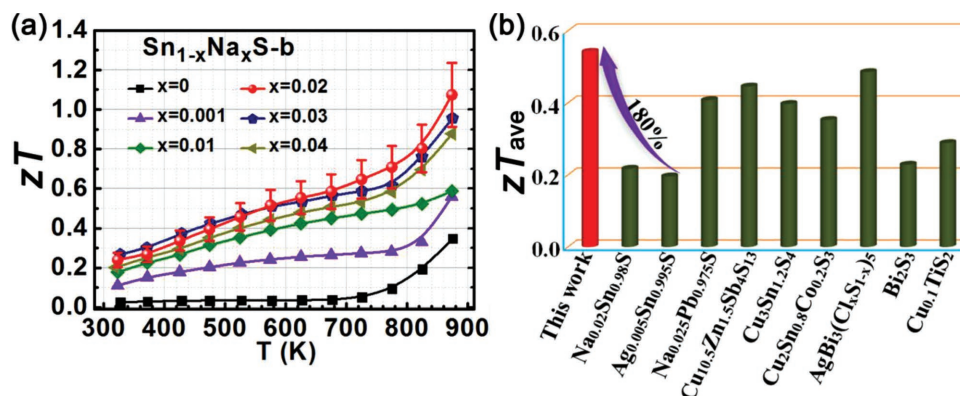 (a)
Sn1-xNaxS-b
x=0
x=0.02
x=0.001
x=0.03
x=0.01
x=0.04
zT
1.4
1.2
1.0
0.8
0.6
0.4
0.2
0.0
300 400 500 600 700 800 900
T (K)
(b)
zTave
0.6
0.4
0.2
0.0
180%
This work
Na0.02Sn0.98S
Ag0.005Sn0.995S
Na0.025Pb0.975S
Cu10.5Zn1.5Sb4S13
Cu3Sn1.2S4
Cu2Sn0.8Co0.2S3
AgBi3(ClxS1-x)5
Bi2S3
Cu0.1TiS2